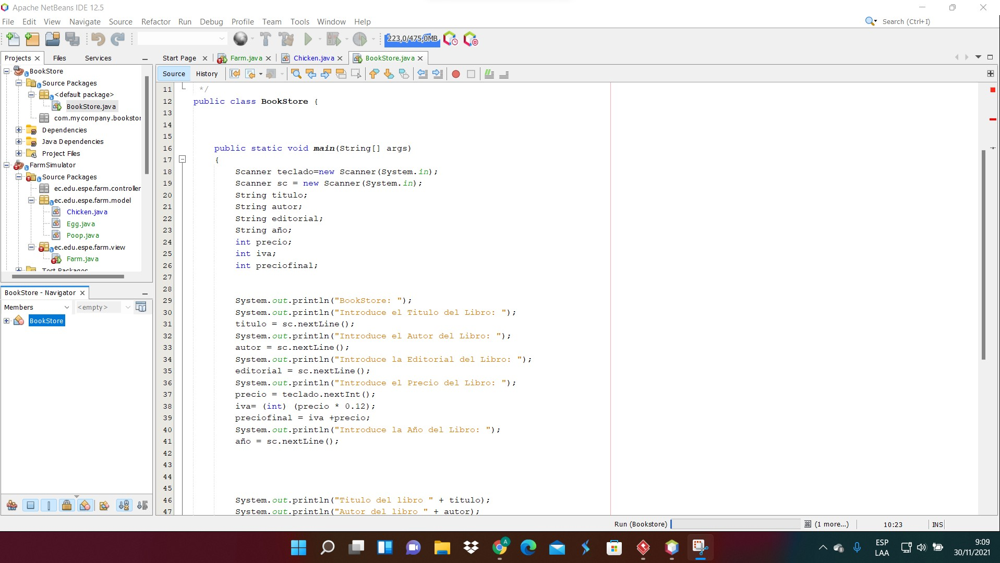 Apache NetBeans IDE 12.5
File Edit View Navigate Source Refactor Run Debug Profile Team Tools Window Help
Search (Ctrl+I)
223,0/475,0MB
Projects Files Services
Start Page Farm.java Chicken.java BookStore.java
Source History
BookStore
Source Packages
<default package>
BookStore.java
com.mycompany.bookstor
Dependencies
Java Dependencies
Project Files
FarmSimulator
Source Packages
ec.edu.espe.farm.controller
ec.edu.espe.farm.model
Chicken.java
Egg.java
Poop.java
ec.edu.espe.farm.view
Farm.java
Test Packages
BookStore - Navigator
Members <empty>
BookStore
11 */
12 public class BookStore {
13
14
15
16 public static void main(String[] args)
17 {
18 Scanner teclado=new Scanner(System.in);
19 Scanner sc = new Scanner(System.in);
20 String titulo;
21 String autor;
22 String editorial;
23 String año;
24 int precio;
25 int iva;
26 int preciofinal;
27
28
29 System.out.println("BookStore: ");
30 System.out.println("Introduce el Titulo del Libro: ");
31 titulo = sc.nextLine();
32 System.out.println("Introduce el Autor del Libro: ");
33 autor = sc.nextLine();
34 System.out.println("Introduce la Editorial del Libro: ");
35 editorial = sc.nextLine();
36 System.out.println("Introduce el Precio del Libro: ");
37 precio = teclado.nextInt();
38 iva= (int) (precio * 0.12);
39 preciofinal = iva +precio;
40 System.out.println("Introduce la Año del Libro: ");
41 año = sc.nextLine();
42
43
44
45
46 System.out.println("Titulo del libro " + titulo);
47 System.out.println("Autor del libro " + autor);
Run (Bookstore) (1 more...) 10:23 INS
ESP
LAA
9:09
30/11/2021